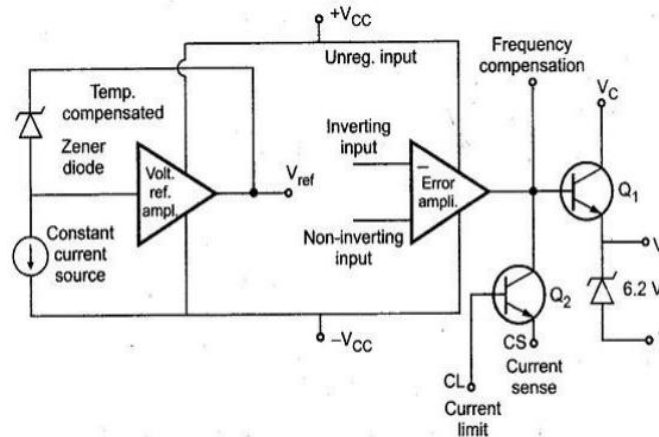 +VCC
Unreg. input
Frequency
compensation
Temp.
compensated
Zener
diode
Volt.
ref.
ampl.
Vref
Inverting
input
–
Error
ampli.
Non-inverting
input
Constant
current
source
VC
Q1
V
6.2 V
Q2
CS
Current
sense
CL
Current
limit
–VCC